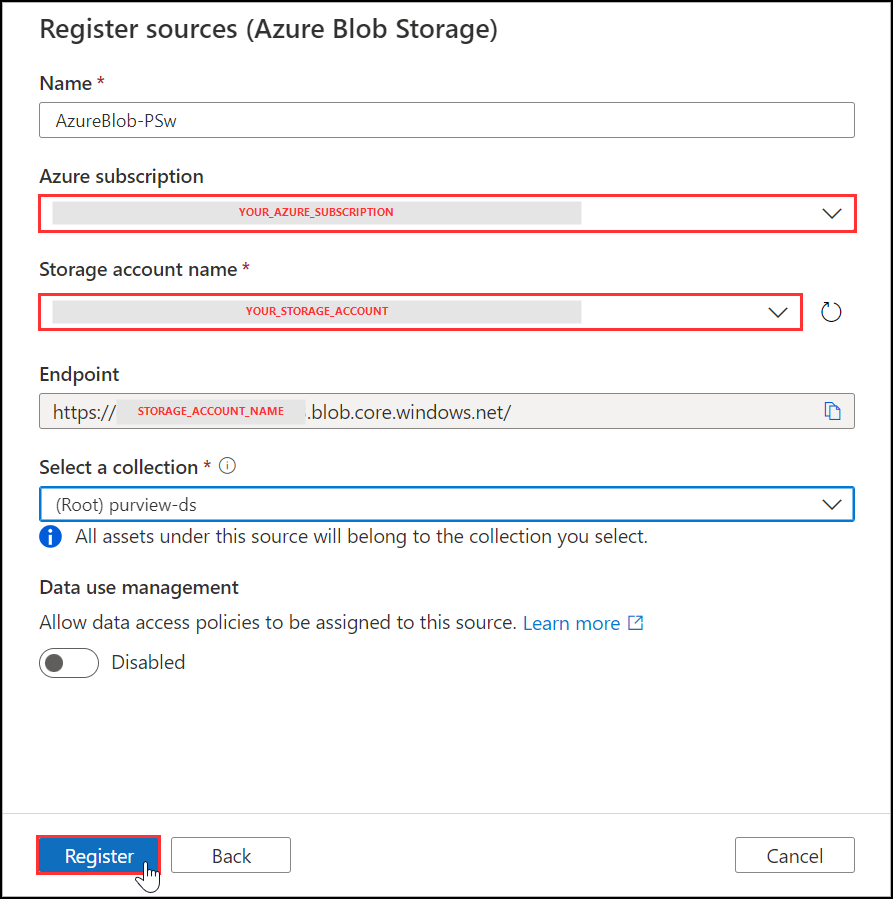 Register sources (Azure Blob Storage)
Name *
AzureBlob-PSw
Azure subscription
YOUR_AZURE_SUBSCRIPTION
Storage account name *
YOUR_STORAGE_ACCOUNT
Endpoint
https:// STORAGE_ACCOUNT_NAME .blob.core.windows.net/
Select a collection *
(Root) purview-ds
All assets under this source will belong to the collection you select.
Data use management
Allow data access policies to be assigned to this source. Learn more
Disabled
Register Back Cancel